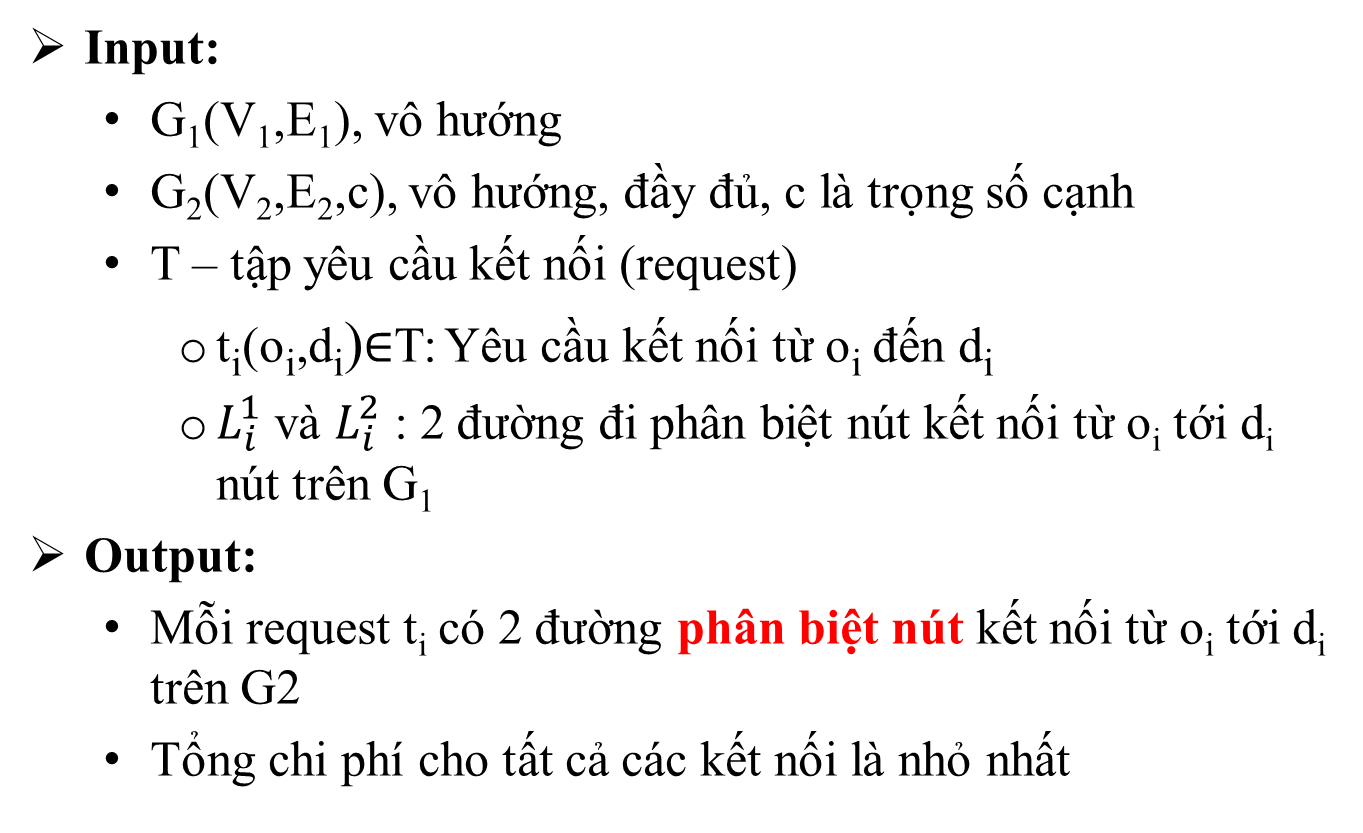 ➢ Input:
• G₁(V₁,E₁), vô hướng
• G₂(V₂,E₂,c), vô hướng, đầy đủ, c là trọng số cạnh
• T – tập yêu cầu kết nối (request)
o tᵢ(oᵢ,dᵢ)∈T: Yêu cầu kết nối từ oᵢ đến dᵢ
o 𝐿ᵢ¹ và 𝐿ᵢ² : 2 đường đi phân biệt nút kết nối từ oᵢ tới dᵢ
nút trên G₁
➢ Output:
• Mỗi request tᵢ có 2 đường phân biệt nút kết nối từ oᵢ tới dᵢ
trên G2
• Tổng chi phí cho tất cả các kết nối là nhỏ nhất